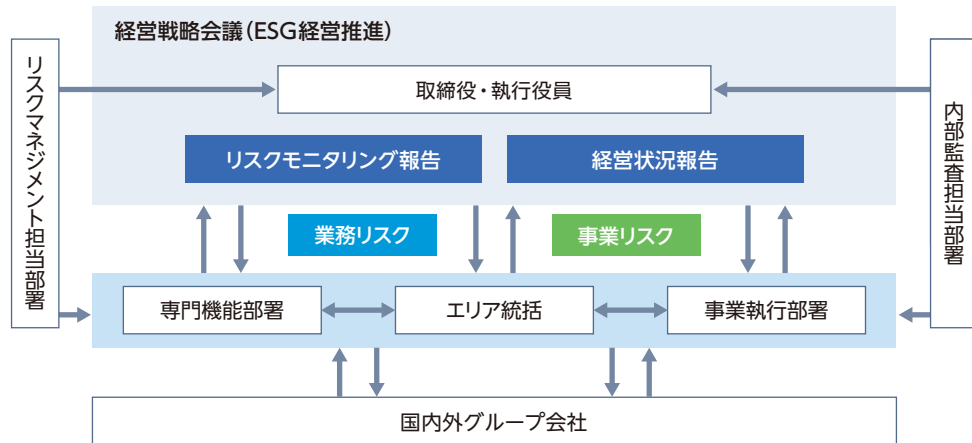 経営戦略会議（ESG経営推進）
リスクマネジメント担当部署
取締役・執行役員
内部監査担当部署
リスクモニタリング報告
経営状況報告
業務リスク
事業リスク
専門機能部署
エリア統括
事業執行部署
国内外グループ会社